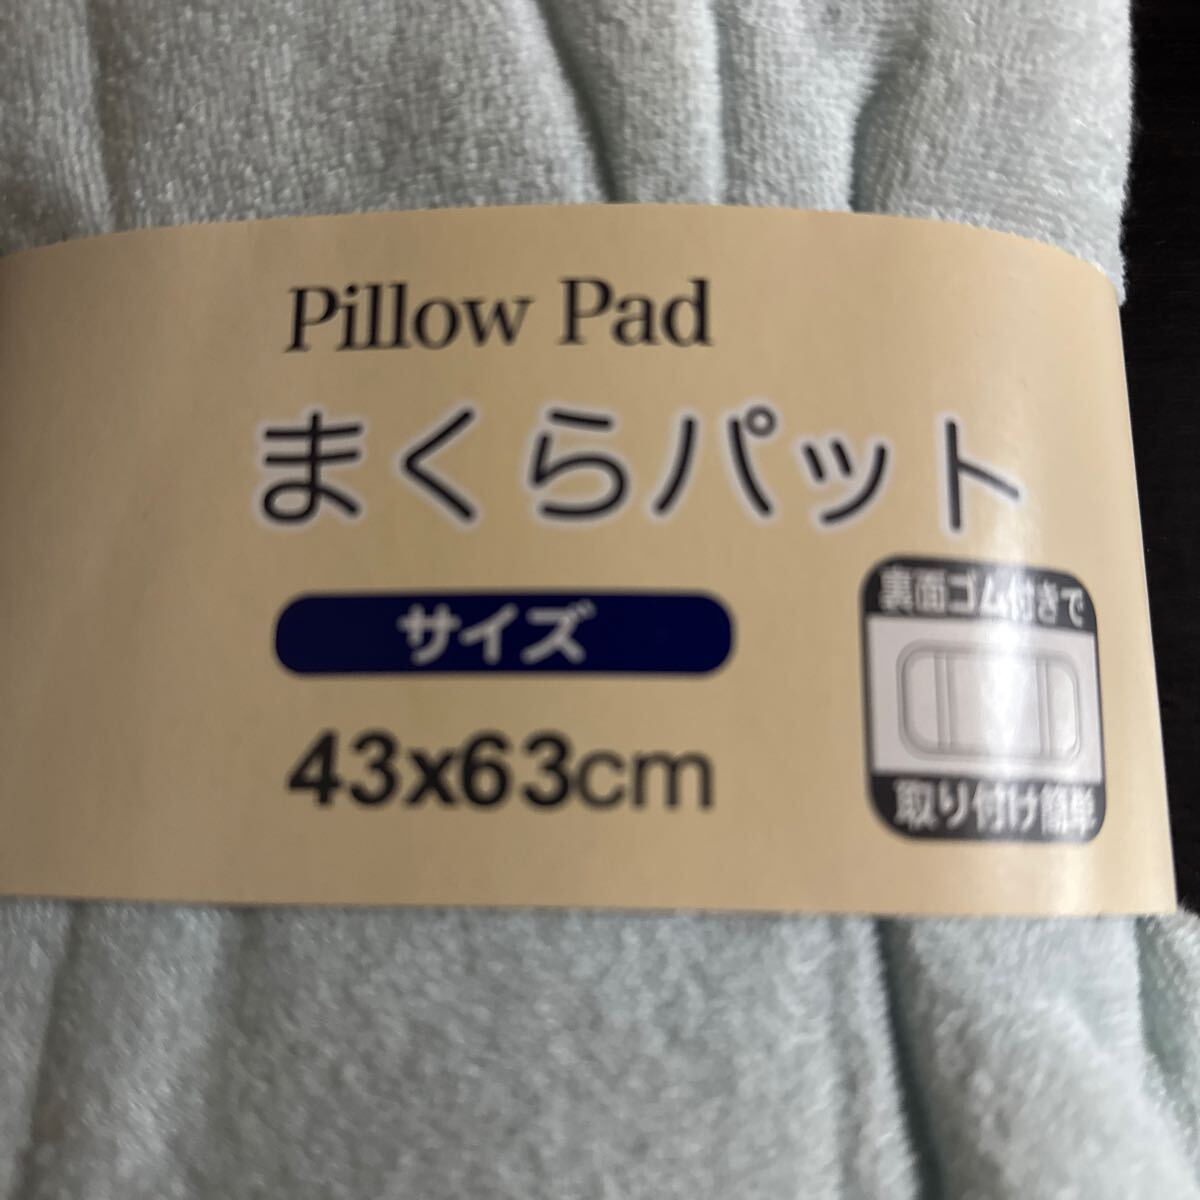 Pillow Pad
まくらパット
サイズ
43x63cm
裏面ゴム付きで
取り付け簡単